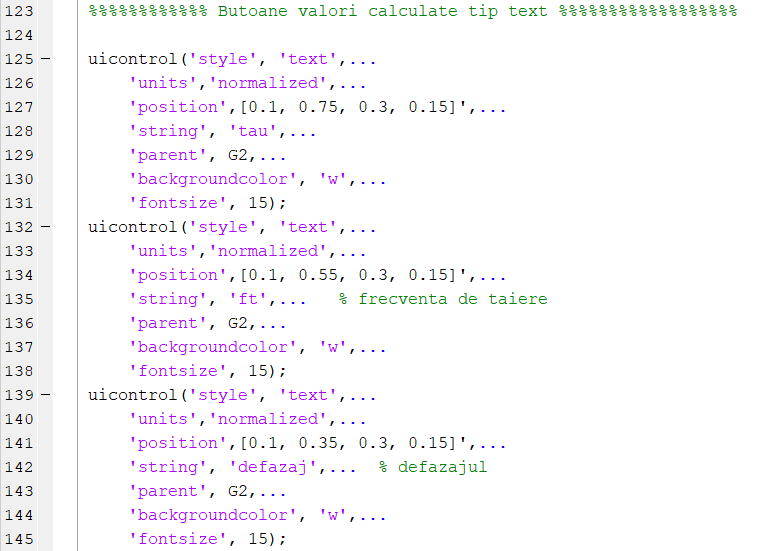 123 %%%%%%%%%%%% Butoane valori calculate tip text %%%%%%%%%%%%%%%%%%
124
125 – uicontrol('style', 'text',...
126 'units','normalized',...
127 'position',[0.1, 0.75, 0.3, 0.15]',...
128 'string', 'tau',...
129 'parent', G2,...
130 'backgroundcolor', 'w',...
131 'fontsize', 15);
132 – uicontrol('style', 'text',...
133 'units','normalized',...
134 'position',[0.1, 0.55, 0.3, 0.15]',...
135 'string', 'ft',... % frecventa de taiere
136 'parent', G2,...
137 'backgroundcolor', 'w',...
138 'fontsize', 15);
139 – uicontrol('style', 'text',...
140 'units','normalized',...
141 'position',[0.1, 0.35, 0.3, 0.15]',...
142 'string', 'defazaj',... % defazajul
143 'parent', G2,...
144 'backgroundcolor', 'w',...
145 'fontsize', 15);